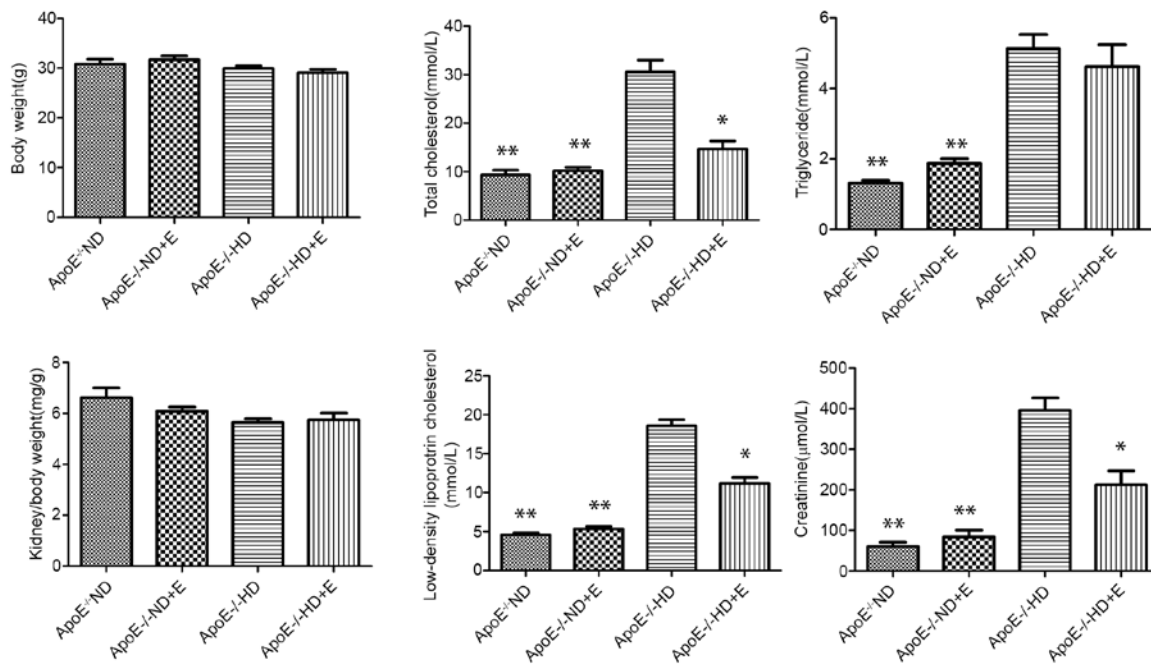 Body weight(g)
40
30
20
10
0
ApoE⁻/⁻ND
ApoE-/-ND+E
ApoE-/-HD
ApoE-/-HD+E
Total cholesterol(mmol/L)
40
30
20
10
0
**
**
*
ApoE⁻/⁻ND
ApoE-/-ND+E
ApoE-/-HD
ApoE-/-HD+E
Triglyceride(mmol/L)
6
4
2
0
**
**
ApoE⁻/⁻ND
ApoE-/-ND+E
ApoE-/-HD
ApoE-/-HD+E
Kidney/body weight(mg/g)
8
6
4
2
0
ApoE⁻/⁻ND
ApoE-/-ND+E
ApoE-/-HD
ApoE-/-HD+E
Low-density lipoprotrin cholesterol
(mmol/L)
25
20
15
10
5
0
**
**
*
ApoE⁻/⁻ND
ApoE-/-ND+E
ApoE-/-HD
ApoE-/-HD+E
Creatinine(μmol/L)
500
400
300
200
100
0
**
**
*
ApoE⁻/⁻ND
ApoE-/-ND+E
ApoE-/-HD
ApoE-/-HD+E